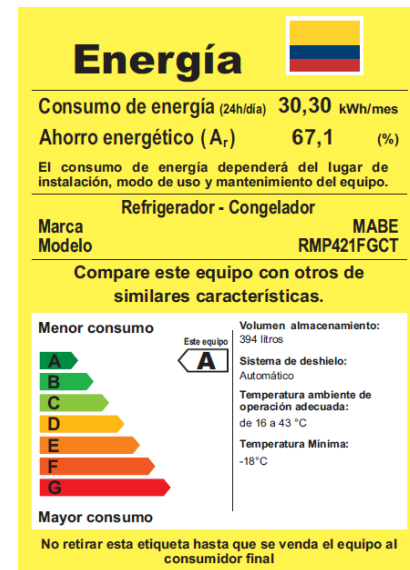 Energía
Consumo de energía (24h/día) 30,30 kWh/mes
Ahorro energético (Ar) 67,1 (%)
El consumo de energía dependerá del lugar de
instalación, modo de uso y mantenimiento del equipo.
Refrigerador - Congelador
Marca MABE
Modelo RMP421FGCT
Compare este equipo con otros de
similares características.
Menor consumo
Este equipo
A
A
B
C
D
E
F
G
Mayor consumo
Volumen almacenamiento:
394 litros
Sistema de deshielo:
Automático
Temperatura ambiente de
operación adecuada:
de 16 a 43 °C
Temperatura Mínima:
-18°C
No retirar esta etiqueta hasta que se venda el equipo al
consumidor final